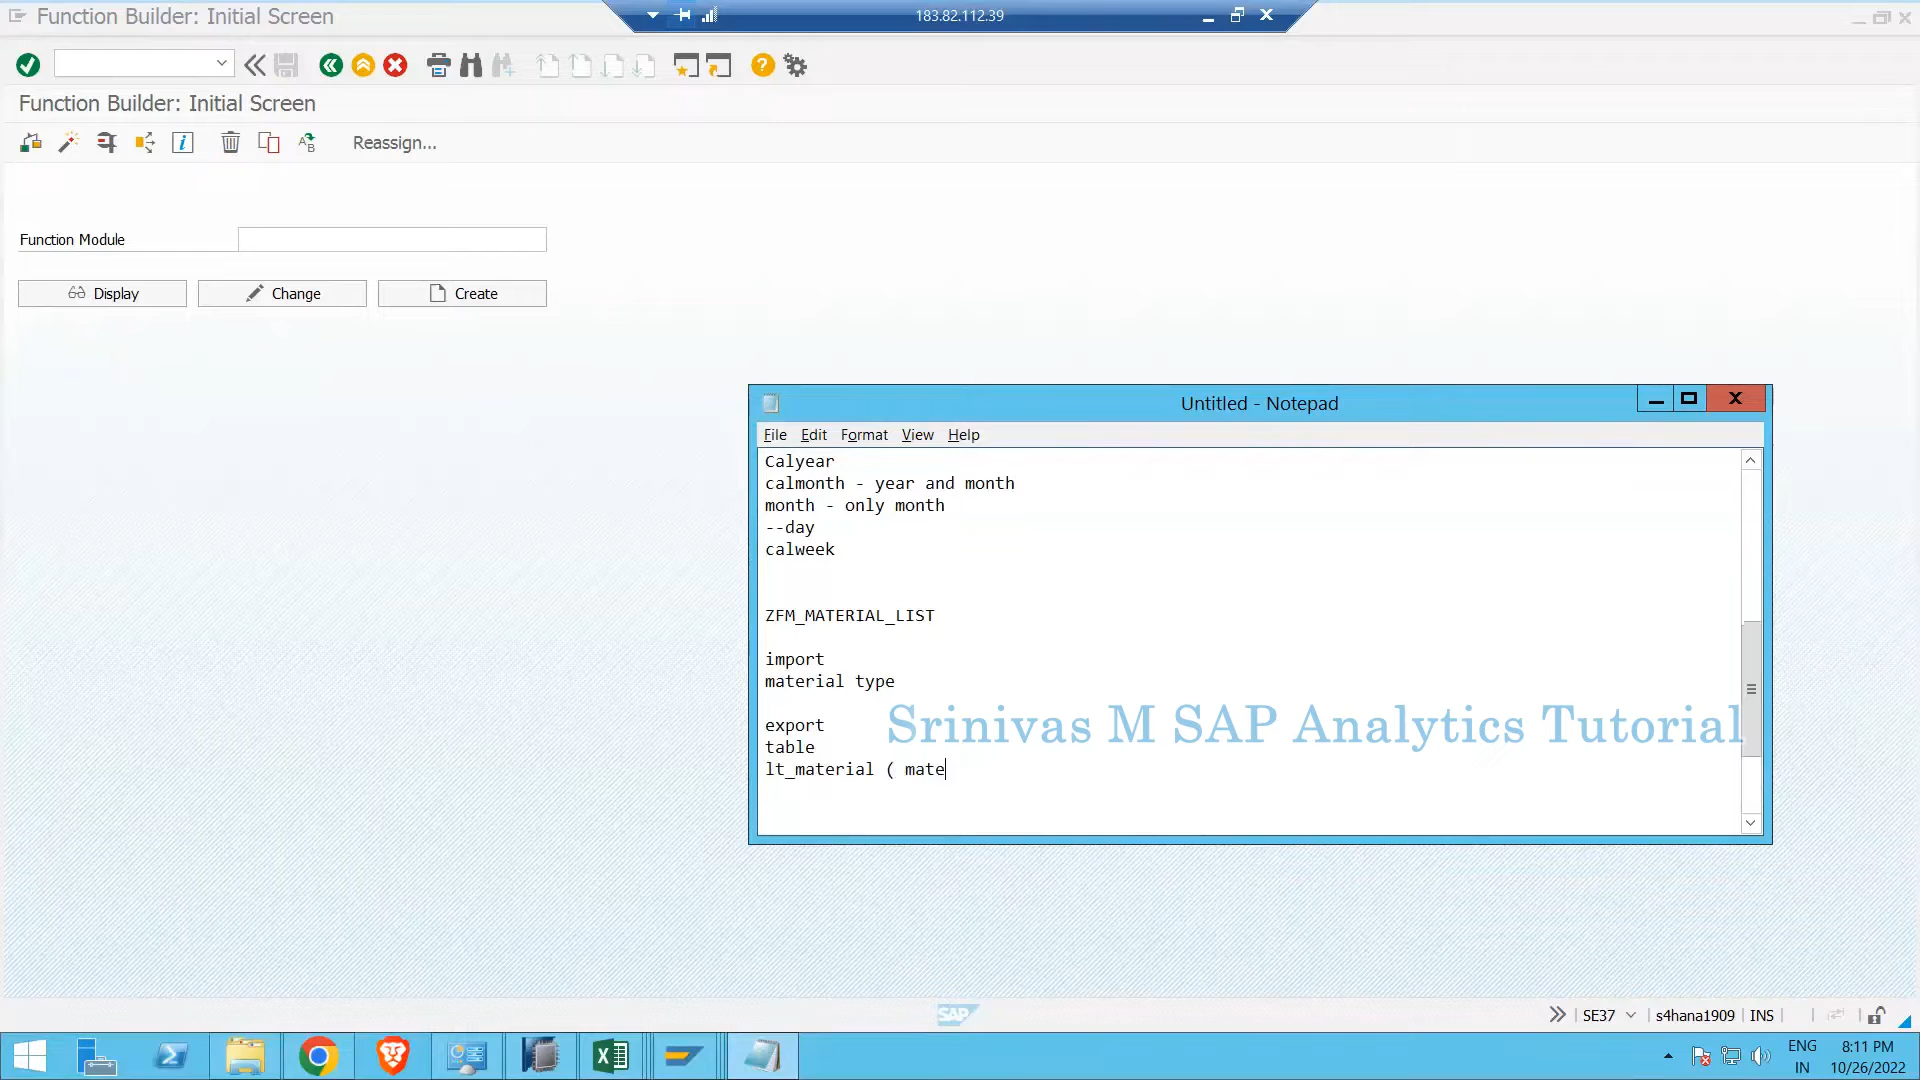 Function Builder: Initial Screen
183.82.112.39
Function Builder: Initial Screen
Reassign...
Function Module
Display
Change
Create
Untitled - Notepad
File Edit Format View Help
Calyear
calmonth - year and month
month - only month
--day
calweek
ZFM_MATERIAL_LIST
import
material type
export
table
lt_material ( mate
Srinivas M SAP Analytics Tutorial
SAP
SE37
s4hana1909
INS
ENG
IN
8:11 PM
10/26/2022